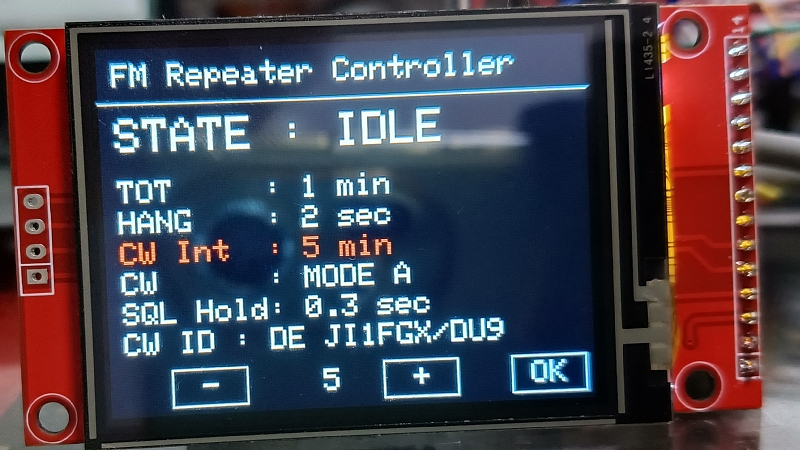 FM Repeater Controller
STATE : IDLE
TOT : 1 min
HANG : 2 sec
CW Int : 5 min
CW : MODE A
SQL Hold: 0.3 sec
CW ID : DE JI1FGX/DU9
- 5 + OK
14